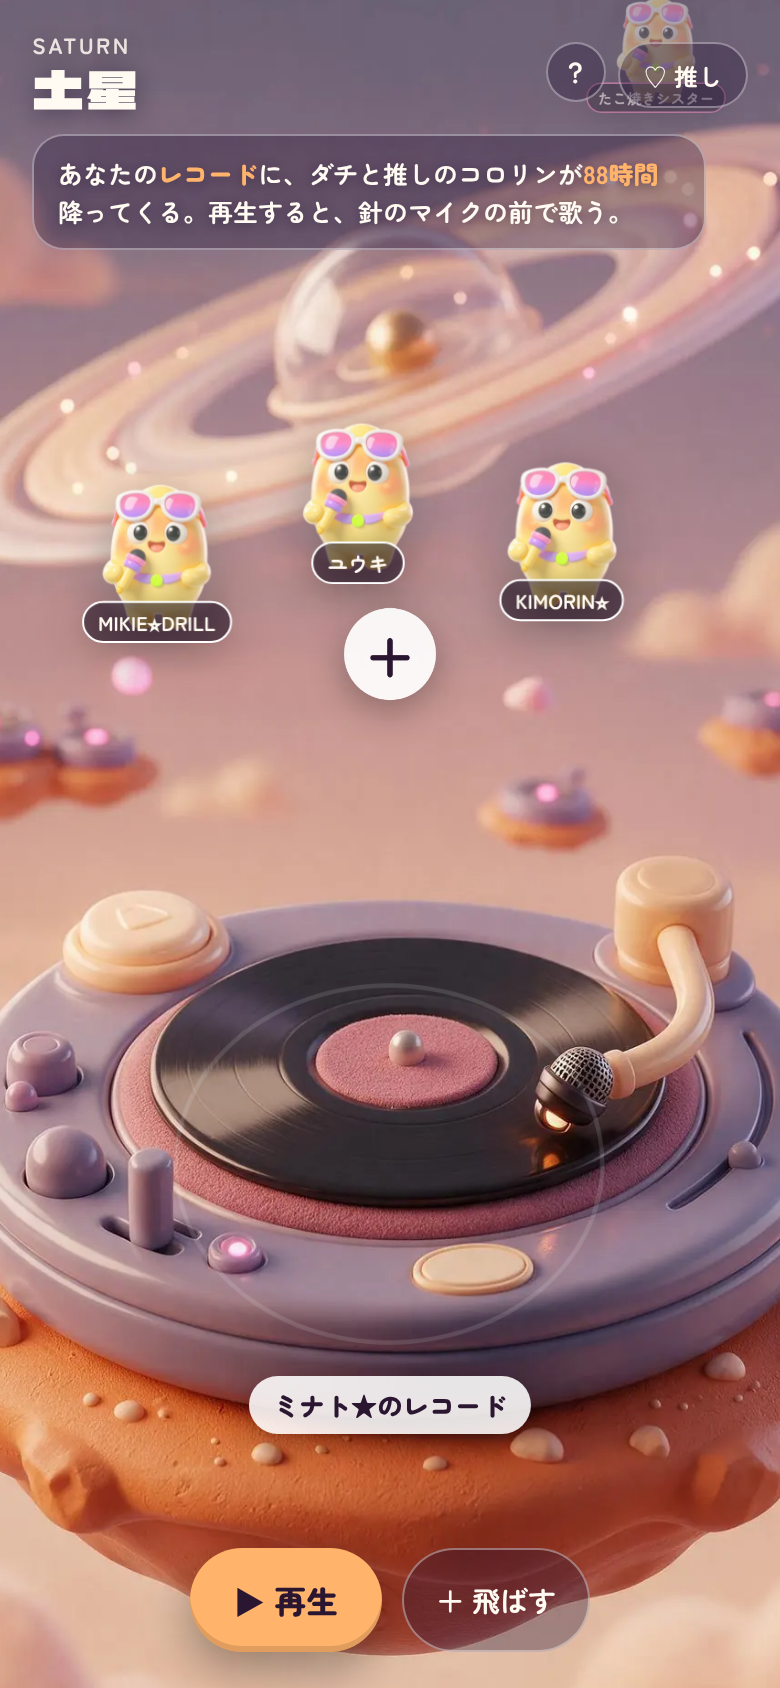 SATURN
土星
?
♡ 推し
たこ焼きシスター
あなたのレコードに、ダチと推しのコロリンが88時間
降ってくる。再生すると、針のマイクの前で歌う。
ユウキ
KIMORIN☆
MIKIE★DRILL
+
ミナト★のレコード
▶ 再生
+ 飛ばす